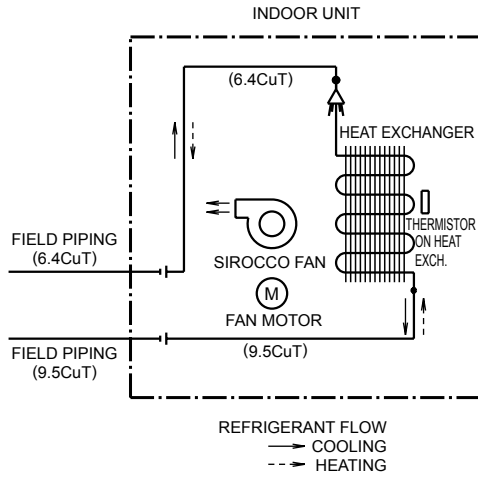 INDOOR UNIT
(6.4CuT)
HEAT EXCHANGER
THERMISTOR
ON HEAT
EXCH.
FIELD PIPING
(6.4CuT)
SIROCCO FAN
M
FAN MOTOR
FIELD PIPING
(9.5CuT)
(9.5CuT)
REFRIGERANT FLOW
COOLING
HEATING